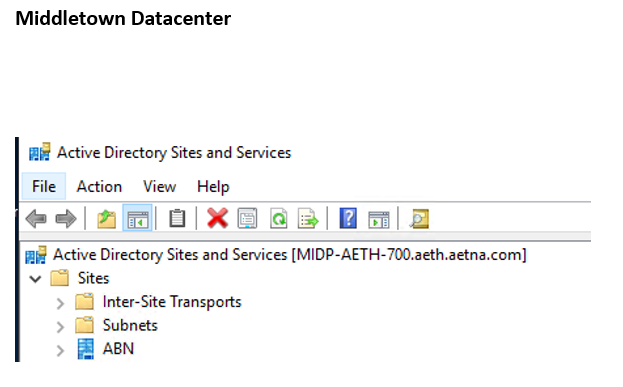 Middletown Datacenter
Active Directory Sites and Services
File Action View Help
Active Directory Sites and Services [MIDP-AETH-700.aeth.aetna.com]
Sites
Inter-Site Transports
Subnets
ABN